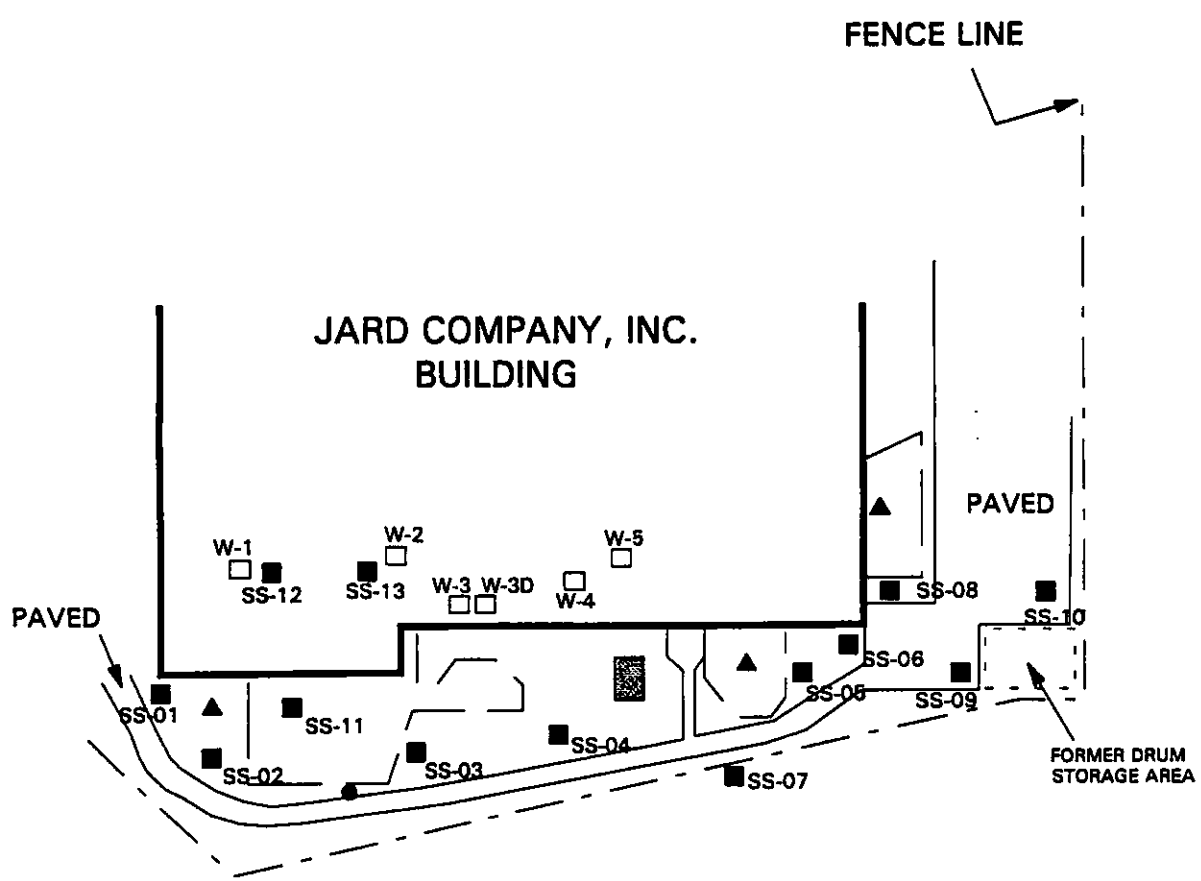 FENCE LINE
JARD COMPANY, INC.
BUILDING
PAVED
W-1
W-2
W-5
SS-12
SS-13
W-3
W-3D
W-4
SS-08
SS-10
PAVED
SS-06
SS-01
SS-11
SS-05
SS-09
SS-02
SS-03
SS-04
SS-07
FORMER DRUM
STORAGE AREA